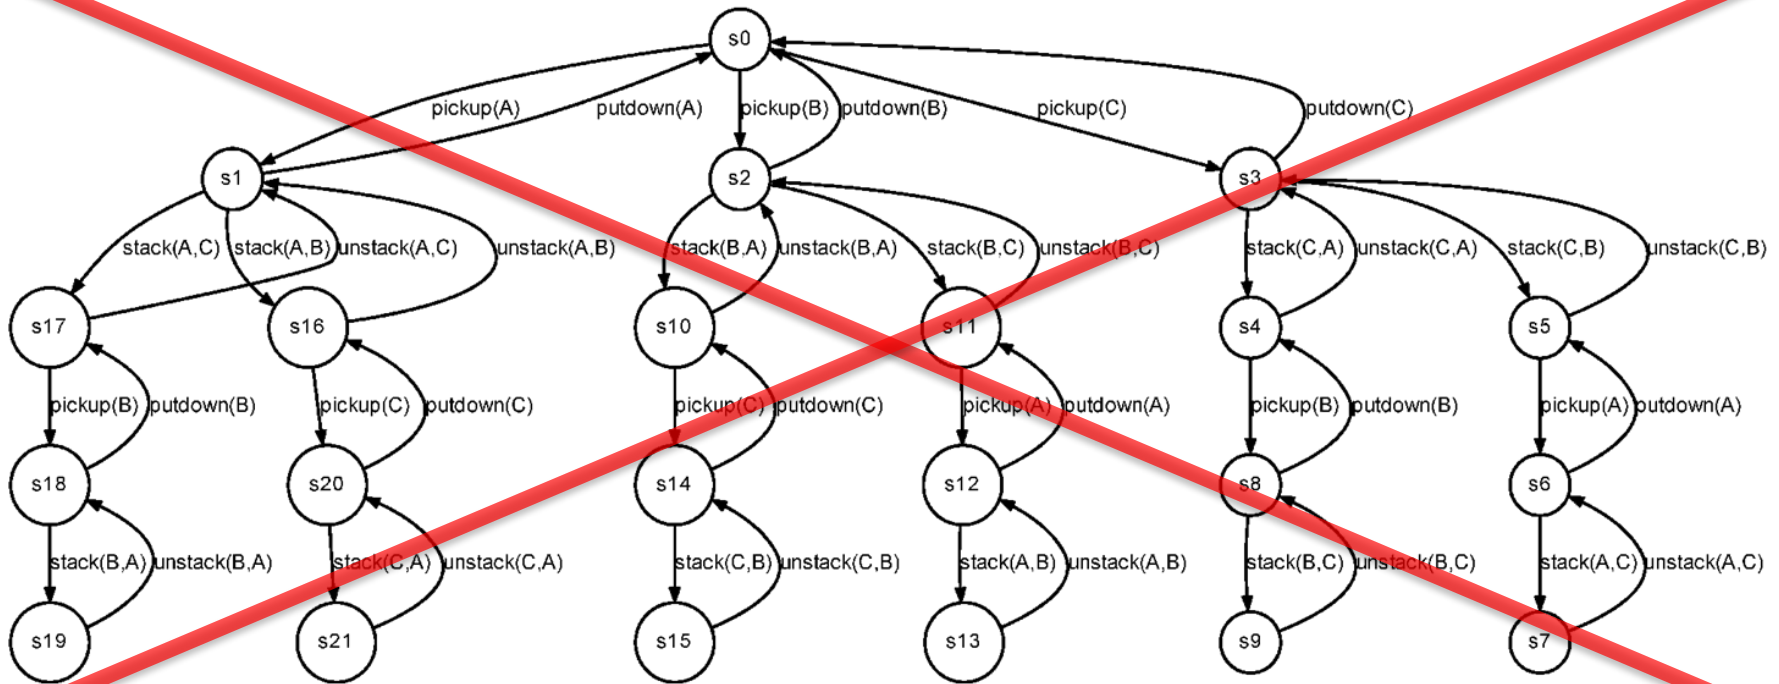 s0
pickup(A) putdown(A) pickup(B) putdown(B) pickup(C) putdown(C)
s1 s2 s3
stack(A,C) stack(A,B) unstack(A,C) unstack(A,B) stack(B,A) unstack(B,A) stack(B,C) unstack(B,C) stack(C,A) unstack(C,A) stack(C,B) unstack(C,B)
s17 s16 s10 s11 s4 s5
pickup(B) putdown(B) pickup(C) putdown(C) pickup(C) putdown(C) pickup(A) putdown(A) pickup(B) putdown(B) pickup(A) putdown(A)
s18 s20 s14 s12 s8 s6
stack(B,A) unstack(B,A) stack(C,A) unstack(C,A) stack(C,B) unstack(C,B) stack(A,B) unstack(A,B) stack(B,C) unstack(B,C) stack(A,C) unstack(A,C)
s19 s21 s15 s13 s9 s7